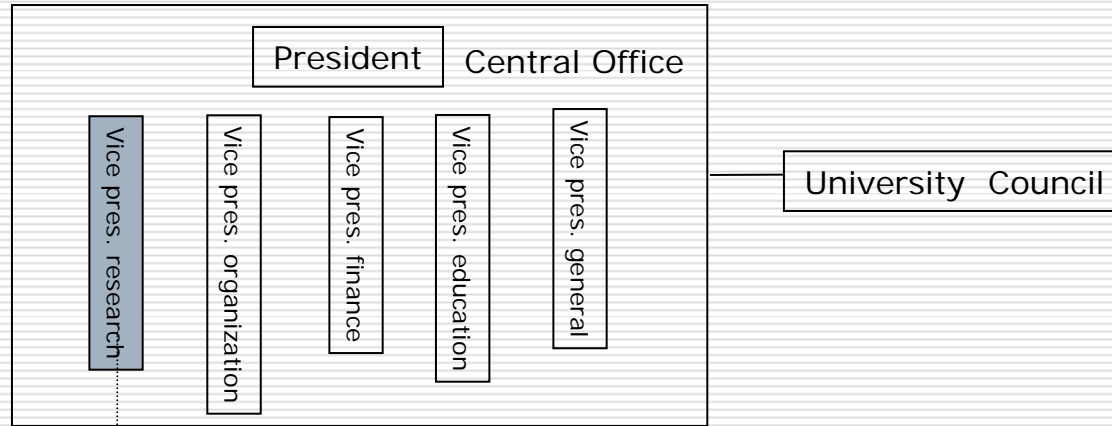 President
Central Office
Vice pres. research
Vice pres. organization
Vice pres. finance
Vice pres. education
Vice pres. general
University Council